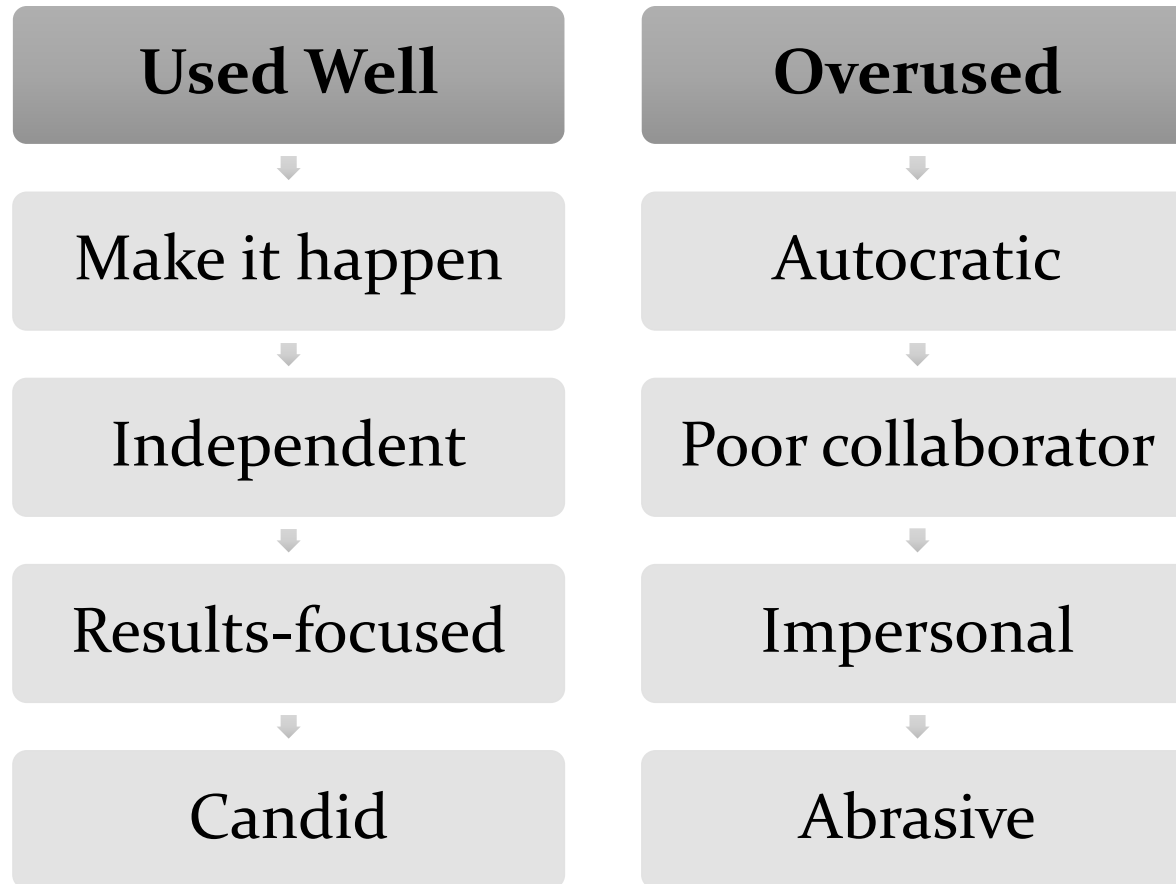 Used Well
Make it happen
Independent
Results-focused
Candid
Overused
Autocratic
Poor collaborator
Impersonal
Abrasive